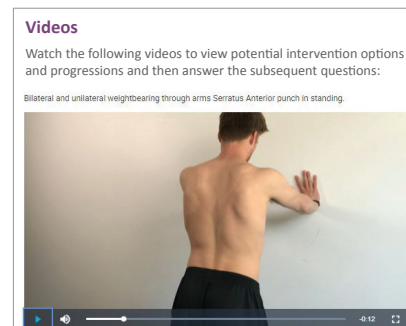 Videos
Watch the following videos to view potential intervention options
and progressions and then answer the subsequent questions:
Bilateral and unilateral weightbearing through arms Serratus Anterior punch in standing.
-0:12